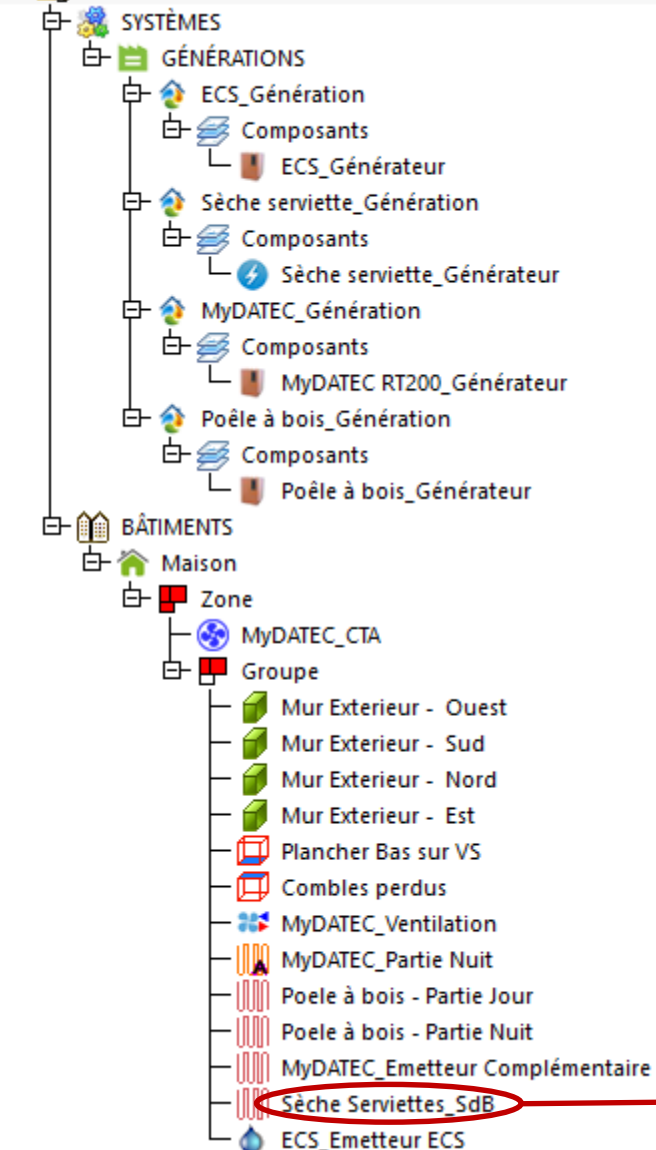 SYSTÈMES
GÉNÉRATIONS
ECS_Génération
Composants
ECS_Générateur
Sèche serviette_Génération
Composants
Sèche serviette_Générateur
MyDATEC_Génération
Composants
MyDATEC RT200_Générateur
Poêle à bois_Génération
Composants
Poêle à bois_Générateur
BÂTIMENTS
Maison
Zone
MyDATEC_CTA
Groupe
Mur Exterieur - Ouest
Mur Exterieur - Sud
Mur Exterieur - Nord
Mur Exterieur - Est
Plancher Bas sur VS
Combles perdus
MyDATEC_Ventilation
MyDATEC_Partie Nuit
Poele à bois - Partie Jour
Poele à bois - Partie Nuit
MyDATEC_Emetteur Complémentaire
Sèche Serviettes_SdB
ECS_Emetteur ECS